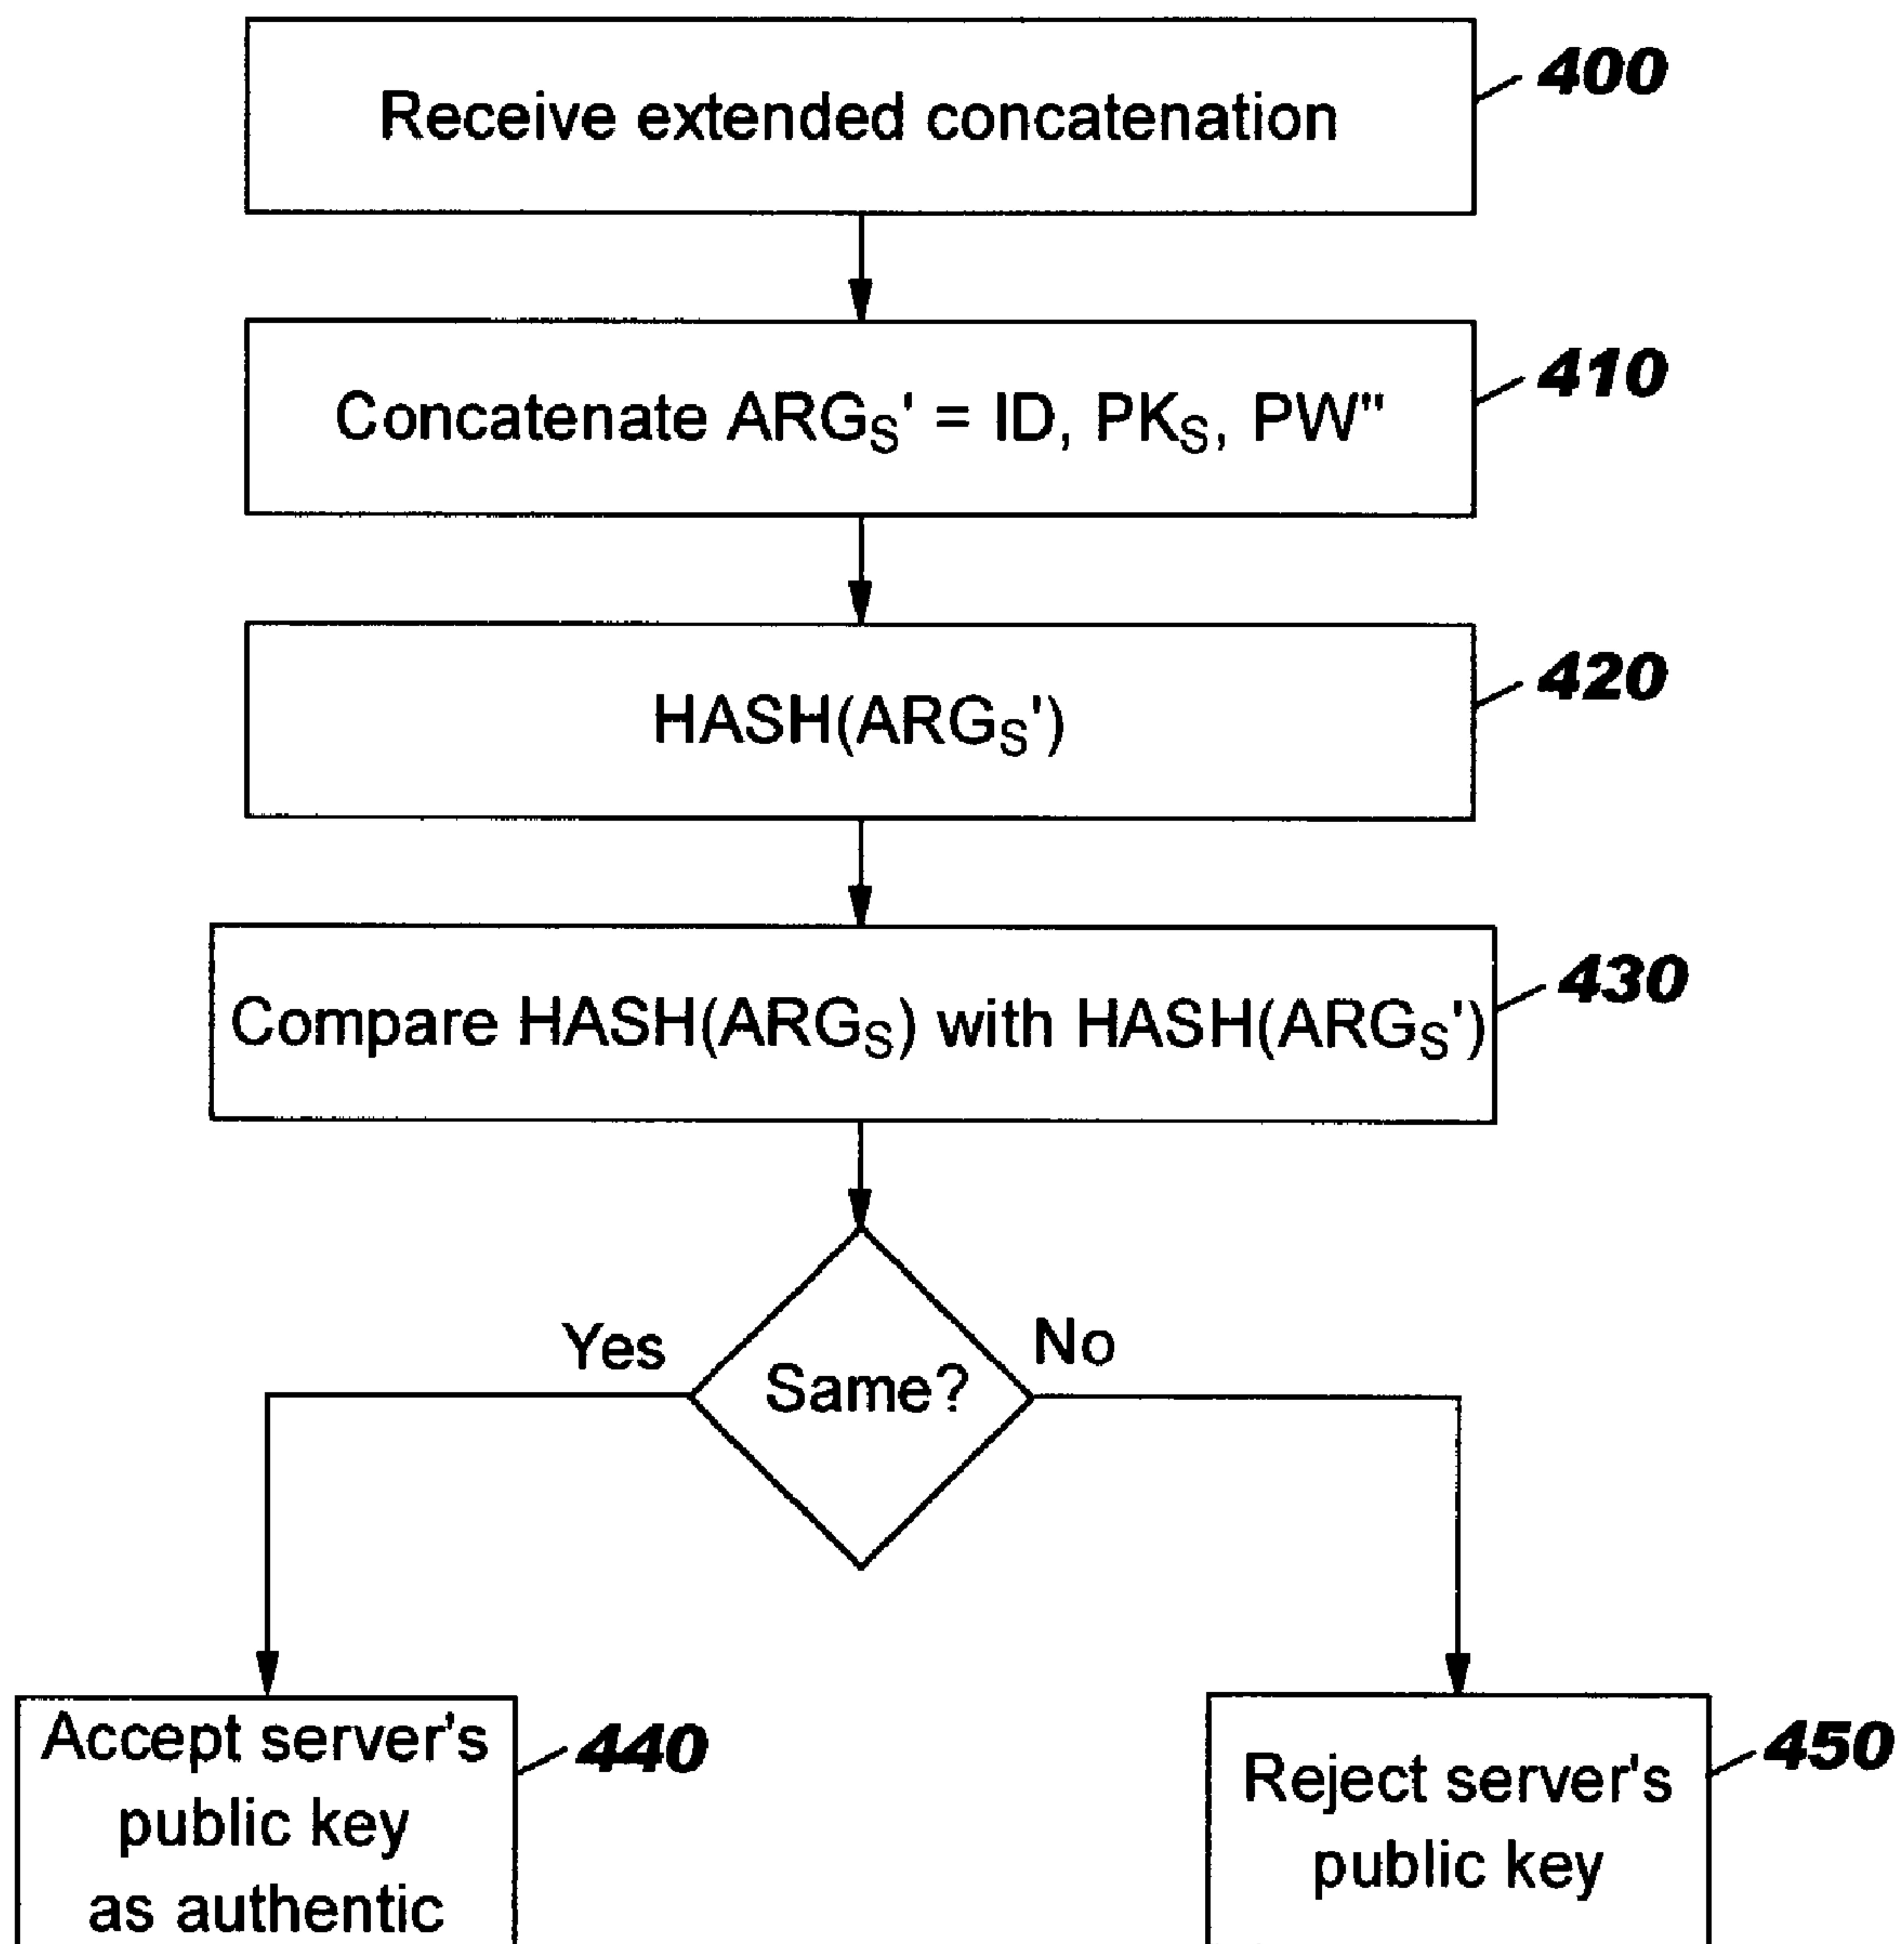 Receive extended concatenation
400
Concatenate ARGS' = ID, PKS, PW"
410
HASH(ARGS')
420
Compare HASH(ARGS) with HASH(ARGS')
430
Same?
Yes
No
Accept server's
public key
as authentic
440
Reject server's
public key
450